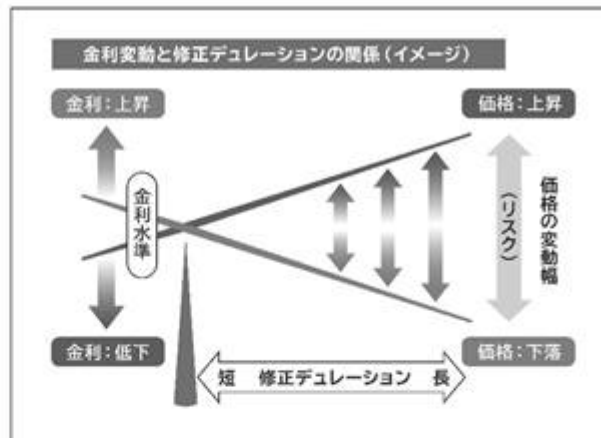 金利変動と修正デュレーションの関係(イメージ)
金利:上昇
価格:上昇
金利水準
(リスク)
価格の変動幅
金利:低下
価格:下落
短 修正デュレーション 長